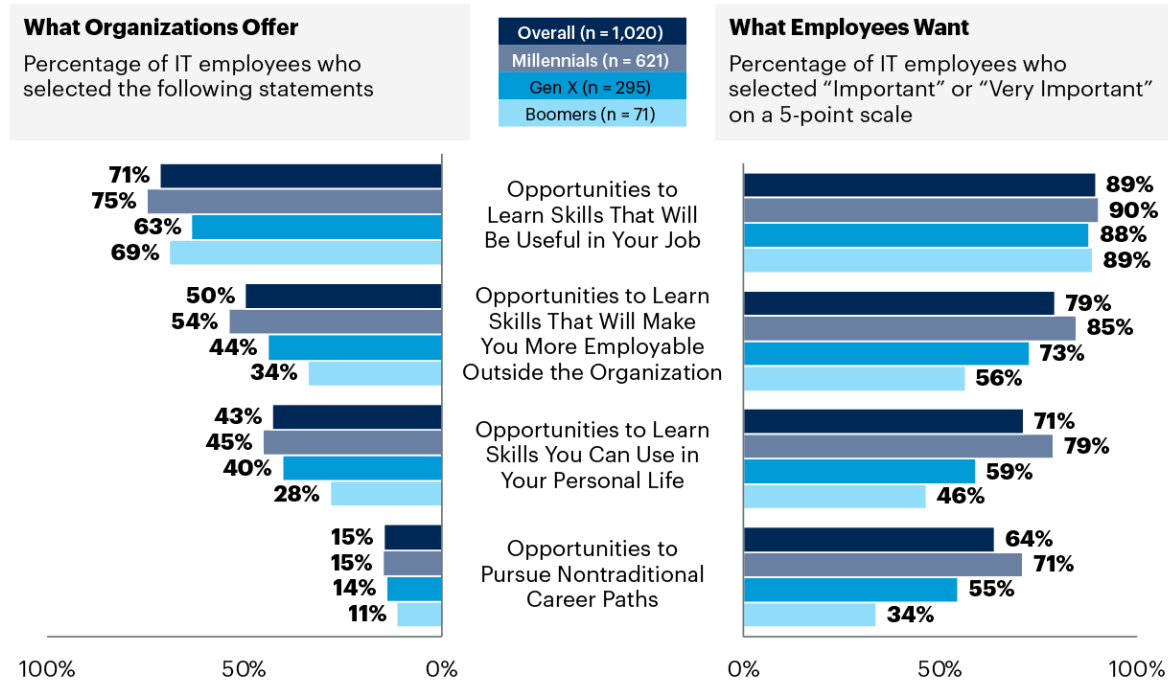 What Organizations Offer
Percentage of IT employees who
selected the following statements
Overall (n = 1,020)
Millennials (n = 621)
Gen X (n = 295)
Boomers (n = 71)
What Employees Want
Percentage of IT employees who
selected “Important” or “Very Important”
on a 5-point scale
71%
75%
63%
69%
Opportunities to
Learn Skills That Will
Be Useful in Your Job
89%
90%
88%
89%
50%
54%
44%
34%
Opportunities to Learn
Skills That Will Make
You More Employable
Outside the Organization
79%
85%
73%
56%
43%
45%
40%
28%
Opportunities to Learn
Skills You Can Use in
Your Personal Life
71%
79%
59%
46%
15%
15%
14%
11%
Opportunities to
Pursue Nontraditional
Career Paths
64%
71%
55%
34%
100%
50%
0%
0%
50%
100%